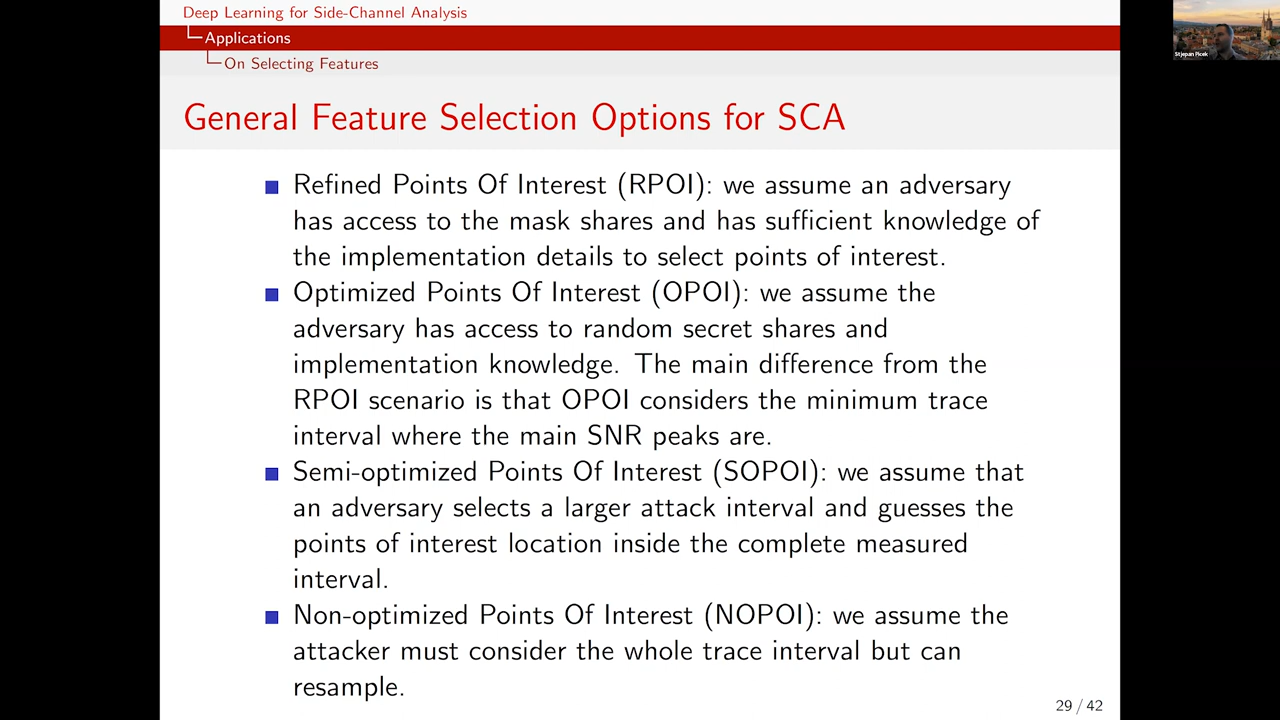 Deep Learning for Side-Channel Analysis
Applications
On Selecting Features
Stjepan Picek
General Feature Selection Options for SCA
Refined Points Of Interest (RPOI): we assume an adversary
has access to the mask shares and has sufficient knowledge of
the implementation details to select points of interest.
Optimized Points Of Interest (OPOI): we assume the
adversary has access to random secret shares and
implementation knowledge. The main difference from the
RPOI scenario is that OPOI considers the minimum trace
interval where the main SNR peaks are.
Semi-optimized Points Of Interest (SOPOI): we assume that
an adversary selects a larger attack interval and guesses the
points of interest location inside the complete measured
interval.
Non-optimized Points Of Interest (NOPOI): we assume the
attacker must consider the whole trace interval but can
resample.
29 / 42